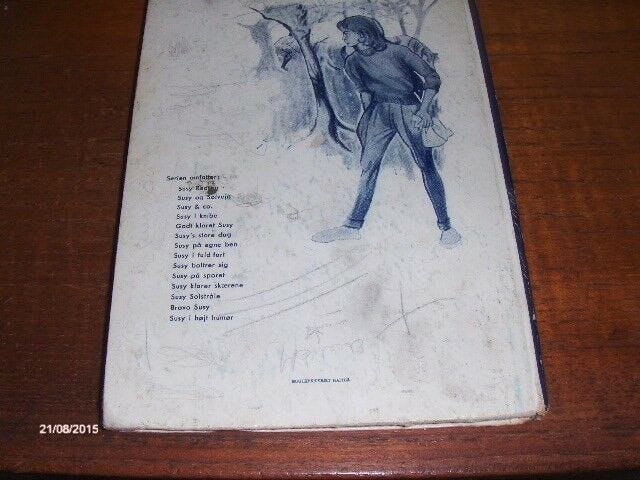 Serien omfatter:
Susy
Susy og Solvejg
Susy & co.
Susy i knibe
Godt klaret Susy
Susy's store dag
Susy på egne ben
Susy i fuld fart
Susy boltrer sig
Susy på sporet
Susy klarer skærene
Susy Solstråle
Bravo Susy
Susy i højt humør
21/08/2015